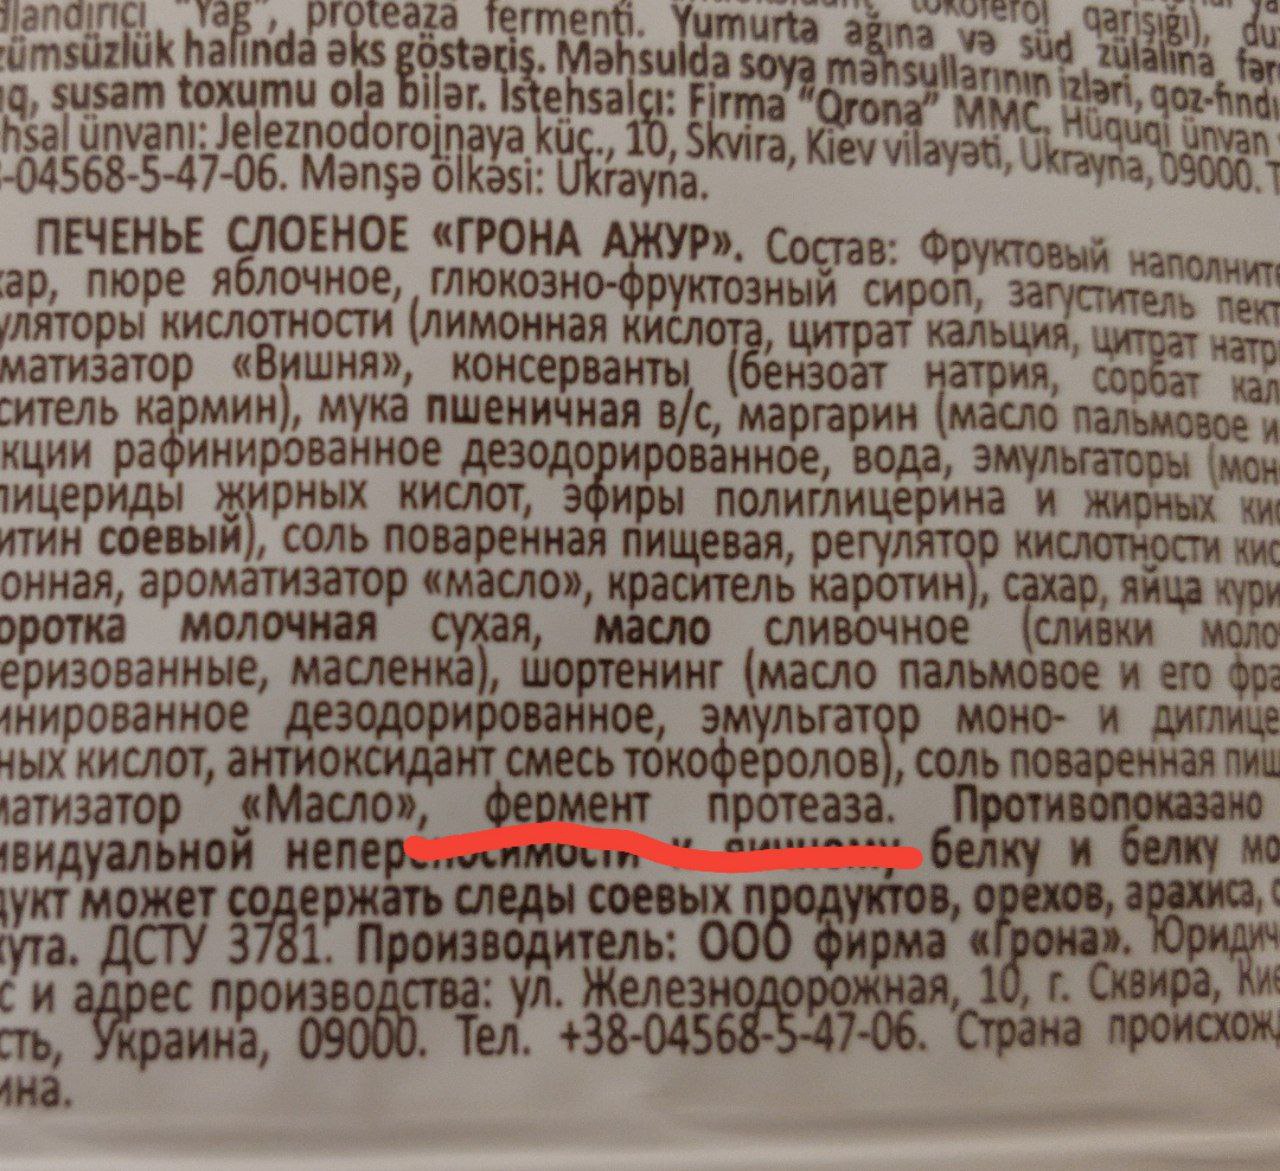 "Yağ", proteaza fermenti. Yumurta ağına və süd zülalına
halında əks göstəriş. Məhsulda soya məhsullarının izləri, qoz-fındı
susam toxumu ola bilər. İstehsalçı: Firma "Qrona" MMC. Hüquqi ünvan
ünvanı: Jeleznodorojnaya küç., 10, Skvira, Kiev vilayəti, Ukrayna, 09000.
-04568-5-47-06. Mənşə ölkəsi: Ukrayna.
ПЕЧЕНЬЕ СЛОЕНОЕ «ГРОНА АЖУР». Состав: Фруктовый наполните
кар, пюре яблочное, глюкозно-фруктозный сироп, загуститель пект
уляторы кислотности (лимонная кислота, цитрат кальция, цитрат натр
матизатор «Вишня», консерванты (бензоат натрия, сорбат кал
ситель кармин), мука пшеничная в/с, маргарин (масло пальмовое и
кции рафинированное дезодорированное, вода, эмульгаторы (мон
лицериды жирных кислот, эфиры полиглицерина и жирных ки
итин соевый), соль поваренная пищевая, регулятор кислотности кис
онная, ароматизатор «масло», краситель каротин), сахар, яйца кури
оротка молочная сухая, масло сливочное (сливки моло
еризованные, масленка), шортенинг (масло пальмовое и его фра
инированное дезодорированное, эмульгатор моно- и диглице
ных кислот, антиоксидант смесь токоферолов), соль поваренная пищ
матизатор «Масло», фермент протеаза. Противопоказано
ивидуальной непереносимости к яичному белку и белку мо
дукт может содержать следы соевых продуктов, орехов, арахиса,
жута. ДСТУ 3781. Производитель: ООО фирма «Грона». Юридич
с и адрес производства: ул. Железнодорожная, 10, г. Сквира, Кие
сть, Украина, 09000. Тел. +38-04568-5-47-06. Страна происхож
ина.